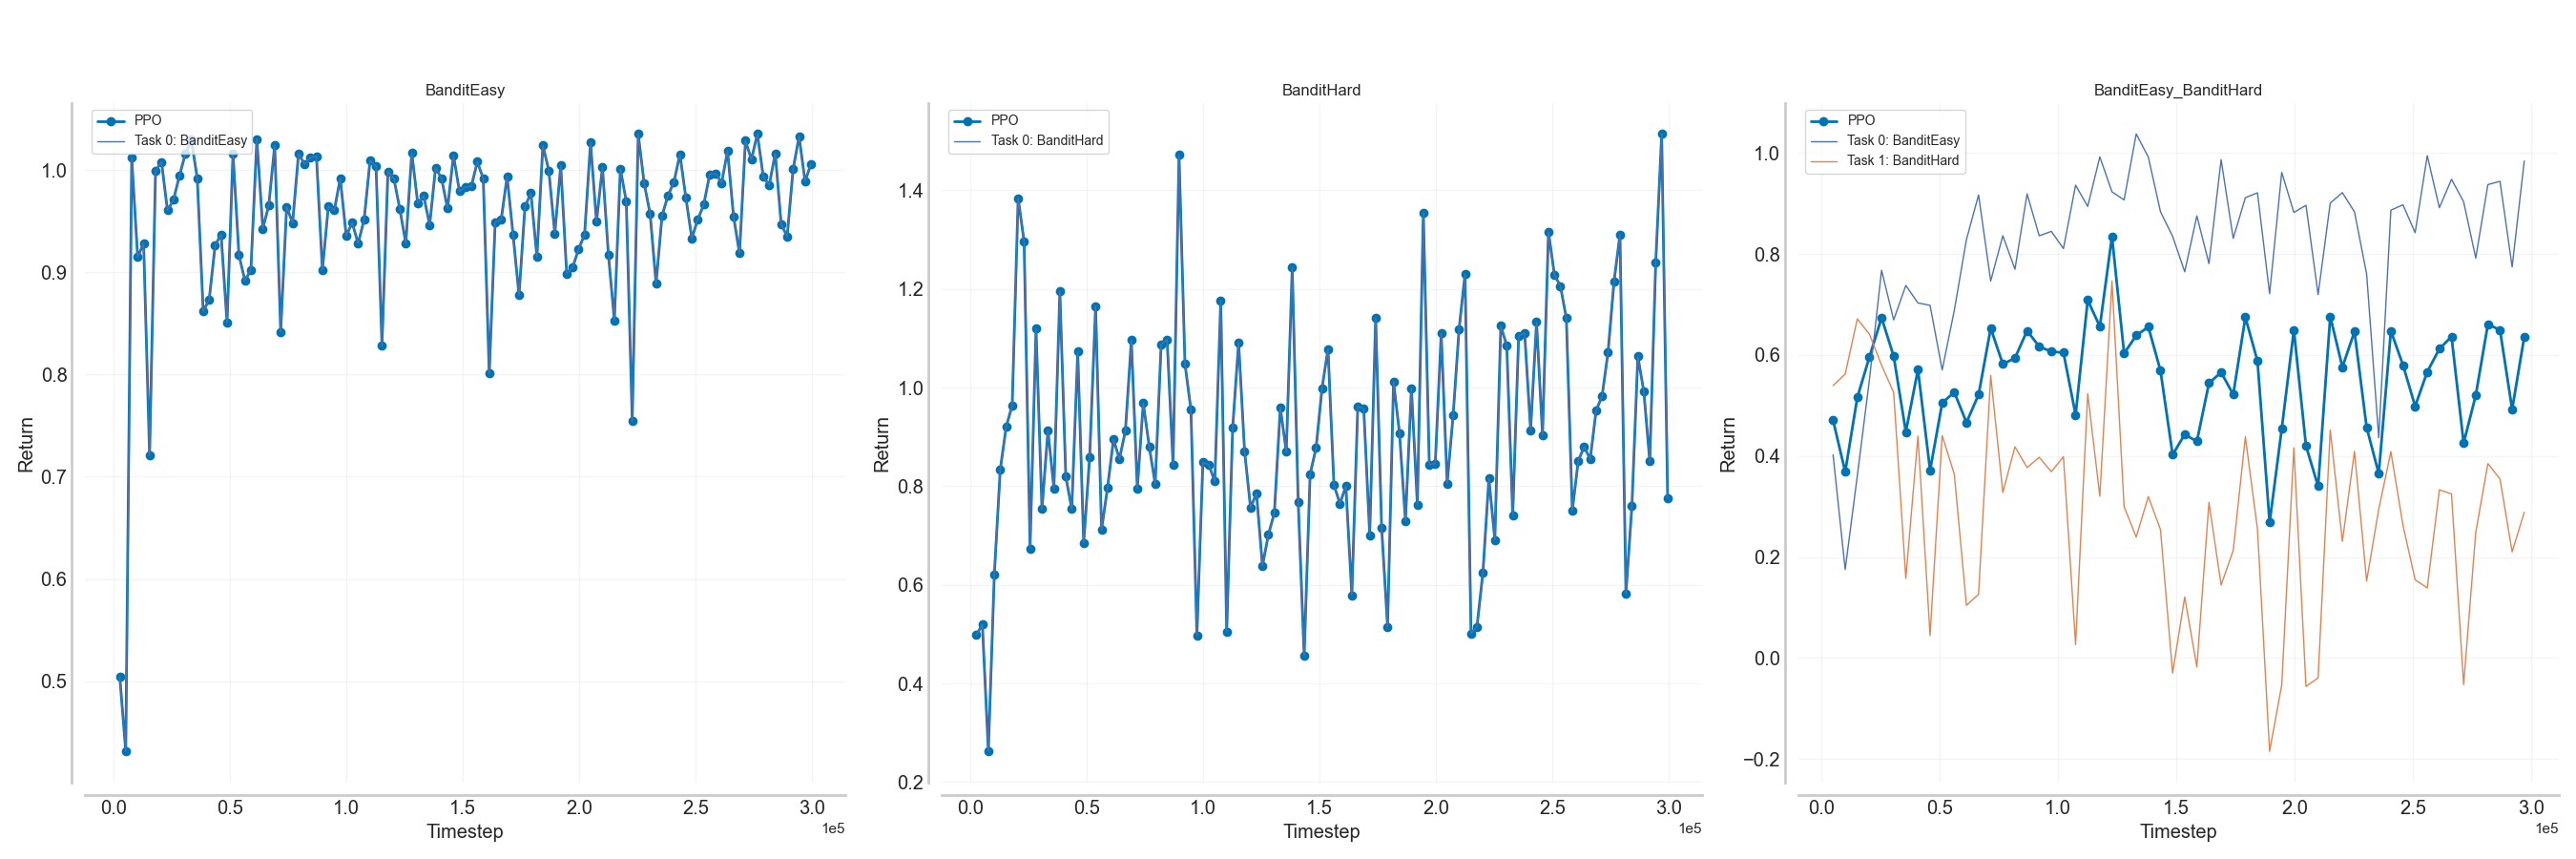 BanditEasy
PPO
Task 0: BanditEasy
Return
1.0
0.9
0.8
0.7
0.6
0.5
0.0 0.5 1.0 1.5 2.0 2.5 3.0
1e5
Timestep
BanditHard
PPO
Task 0: BanditHard
Return
1.4
1.2
1.0
0.8
0.6
0.4
0.2
0.0 0.5 1.0 1.5 2.0 2.5 3.0
1e5
Timestep
BanditEasy_BanditHard
PPO
Task 0: BanditEasy
Task 1: BanditHard
Return
1.0
0.8
0.6
0.4
0.2
0.0
−0.2
0.0 0.5 1.0 1.5 2.0 2.5 3.0
1e5
Timestep